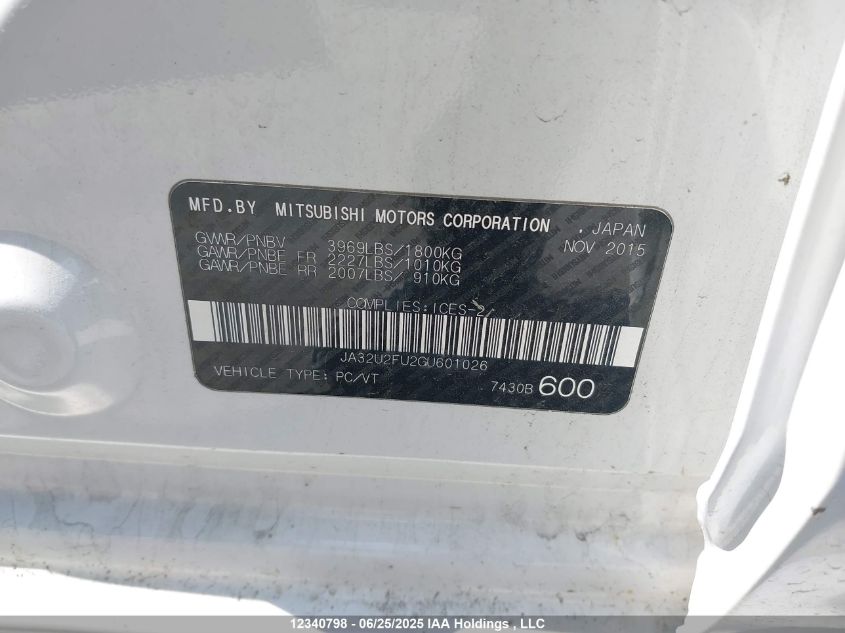 MFD.BY MITSUBISHI MOTORS CORPORATION , JAPAN
GVWR/PNBV 3969LBS/1800KG NOV 2015
GAWR/PNBE FR 2227LBS/1010KG
GAWR/PNBE RR 2007LBS/ 910KG
COMPLIES:ICES-2
JA32U2FU2GU601026
VEHICLE TYPE: PC/VT 7430B 600
12340798 - 06/25/2025 IAA Holdings, LLC